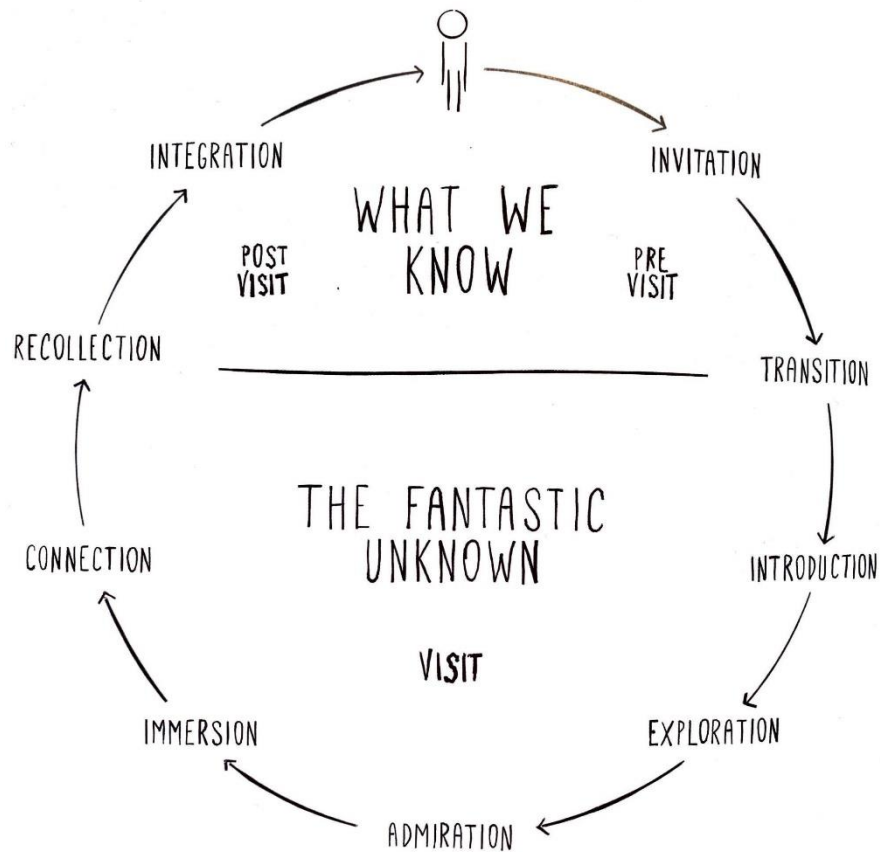 INTEGRATION
INVITATION
WHAT WE
KNOW
POST
VISIT
PRE
VISIT
RECOLLECTION
TRANSITION
THE FANTASTIC
UNKNOWN
CONNECTION
INTRODUCTION
VISIT
IMMERSION
EXPLORATION
ADMIRATION